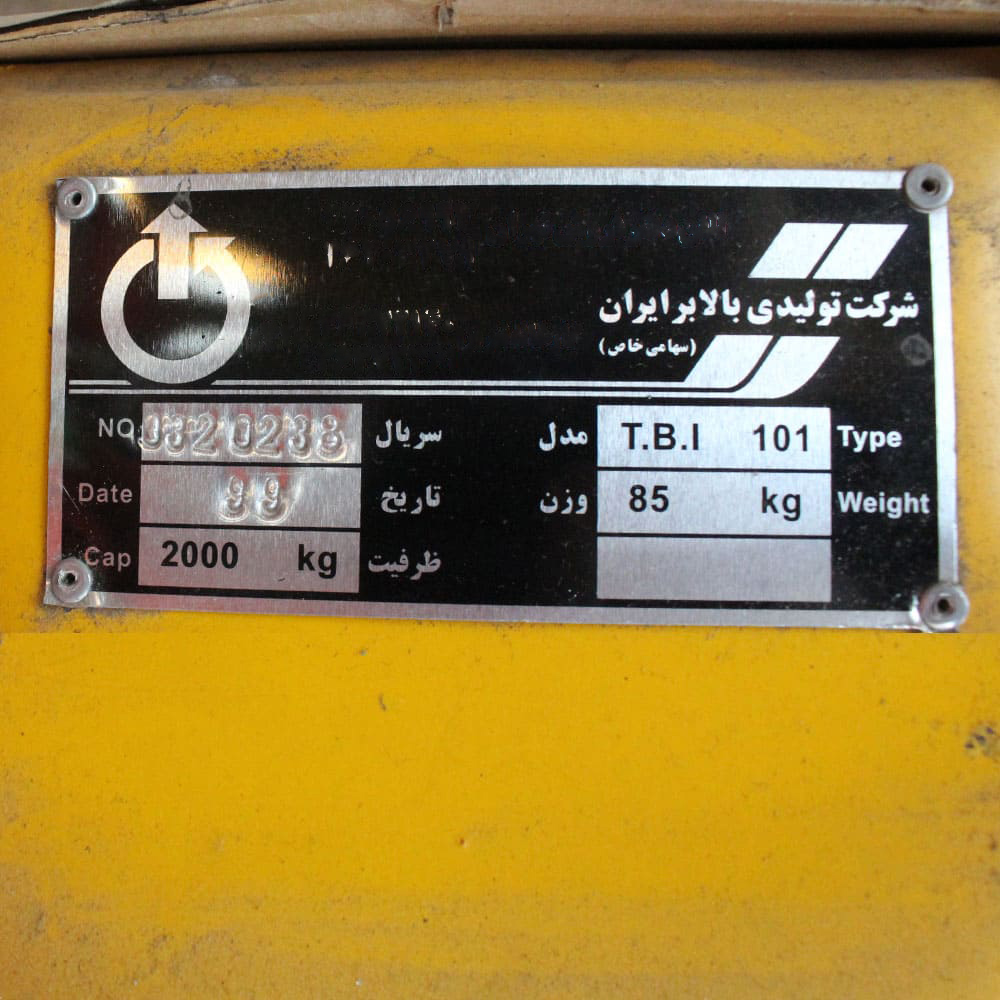 شرکت تولیدی بالابر ایران
(سهامی خاص)
NO 0320238 سریال
مدل T.B.I 101 Type
Date 99 تاریخ
وزن 85 kg Weight
Cap 2000 kg ظرفیت